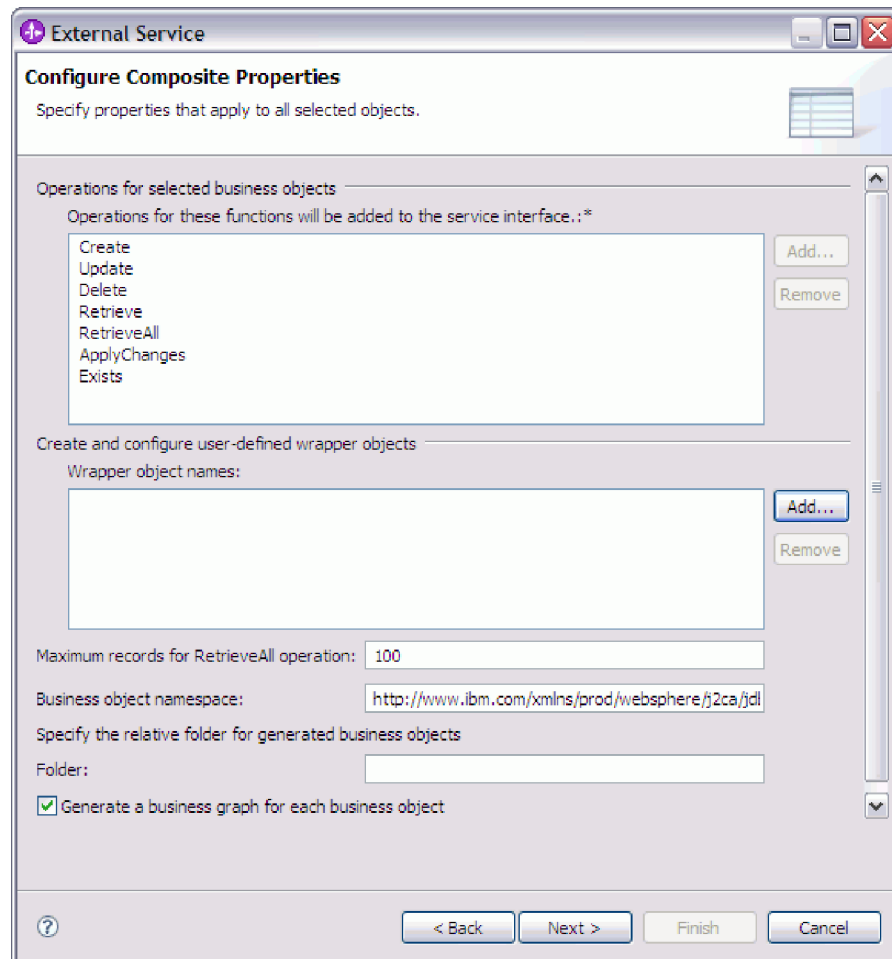 External Service
Configure Composite Properties
Specify properties that apply to all selected objects.
Operations for selected business objects
Operations for these functions will be added to the service interface.:*
Create
Update
Delete
Retrieve
RetrieveAll
ApplyChanges
Exists
Add...
Remove
Create and configure user-defined wrapper objects
Wrapper object names:
Add...
Remove
Maximum records for RetrieveAll operation: 100
Business object namespace: http://www.ibm.com/xmlns/prod/websphere/j2ca/jdl
Specify the relative folder for generated business objects
Folder:
Generate a business graph for each business object
? < Back Next > Finish Cancel